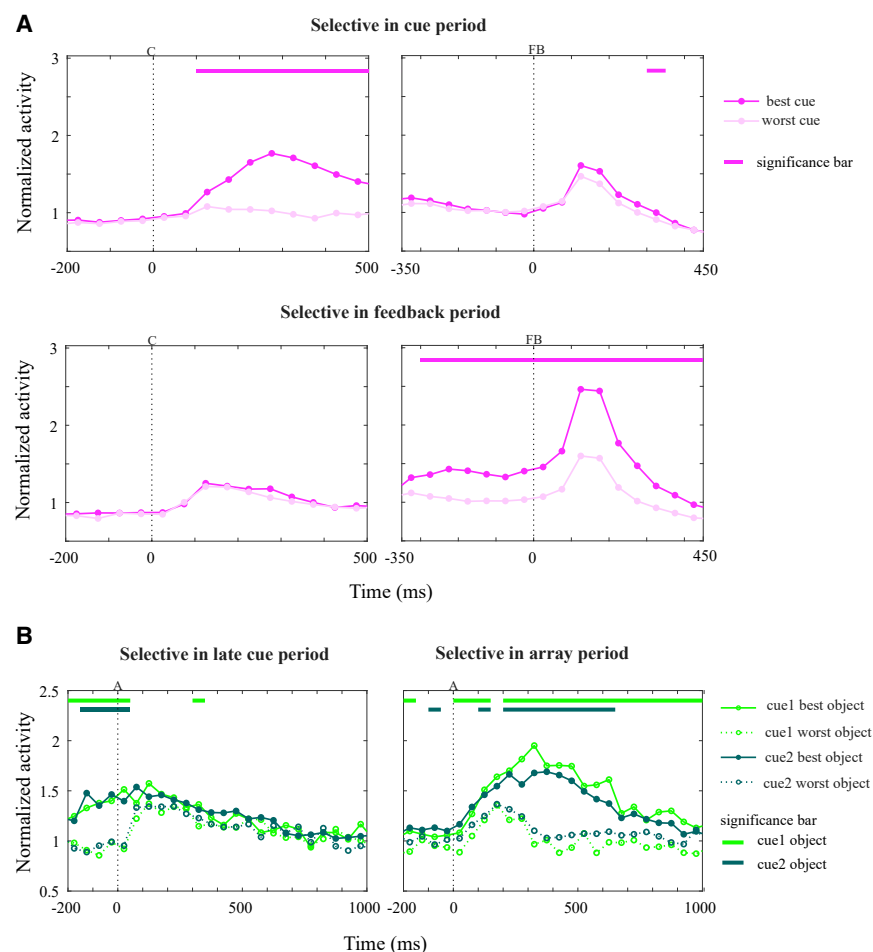 A
Selective in cue period
C
FB
3
2
1
Normalized activity
-200
0
500
-350
0
450
best cue
worst cue
significance bar
Selective in feedback period
C
FB
3
2
1
Normalized activity
-200
0
500
-350
0
450
Time (ms)
B
Selective in late cue period
Selective in array period
A
A
2.5
2
1.5
1
0.5
Normalized activity
-200
0
500
1000
-200
0
500
1000
cue1 best object
cue1 worst object
cue2 best object
cue2 worst object
significance bar
cue1 object
cue2 object
Time (ms)